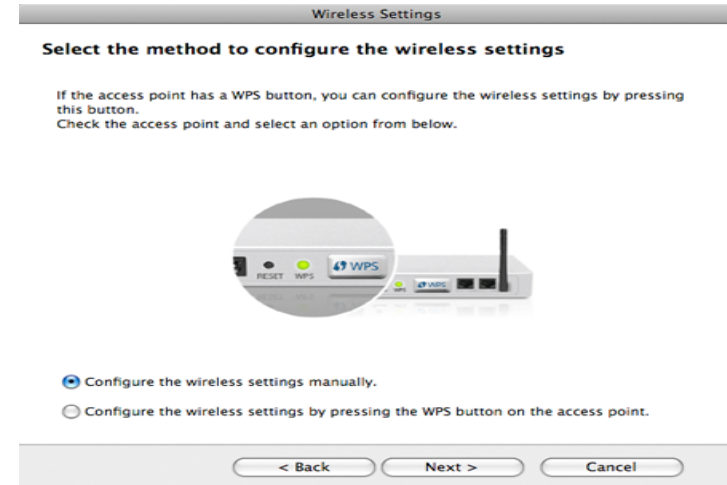 Wireless Settings
Select the method to configure the wireless settings
If the access point has a WPS button, you can configure the wireless settings by pressing
this button.
Check the access point and select an option from below.
RESET WPS WPS
WPS WPS
Configure the wireless settings manually.
Configure the wireless settings by pressing the WPS button on the access point.
< Back Next > Cancel